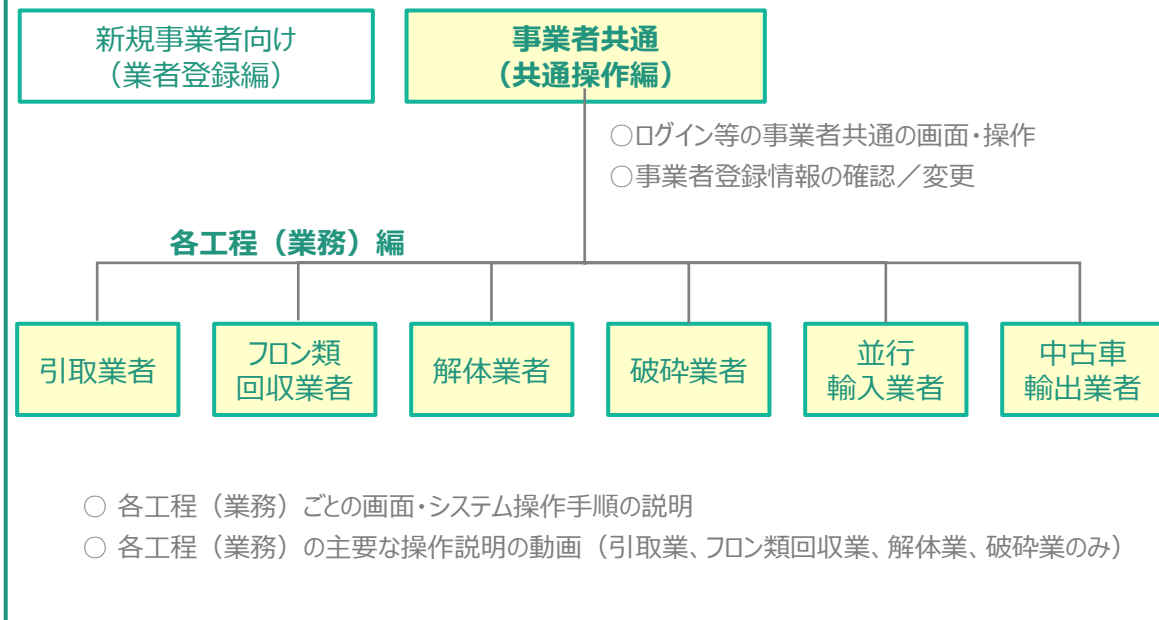 新規事業者向け
（業者登録編）
事業者共通
（共通操作編）
○ログイン等の事業者共通の画面・操作
○事業者登録情報の確認／変更
各工程（業務）編
引取業者
フロン類
回収業者
解体業者
破砕業者
並行
輸入業者
中古車
輸出業者
○ 各工程（業務）ごとの画面・システム操作手順の説明
○ 各工程（業務）の主要な操作説明の動画（引取業、フロン類回収業、解体業、破砕業のみ）